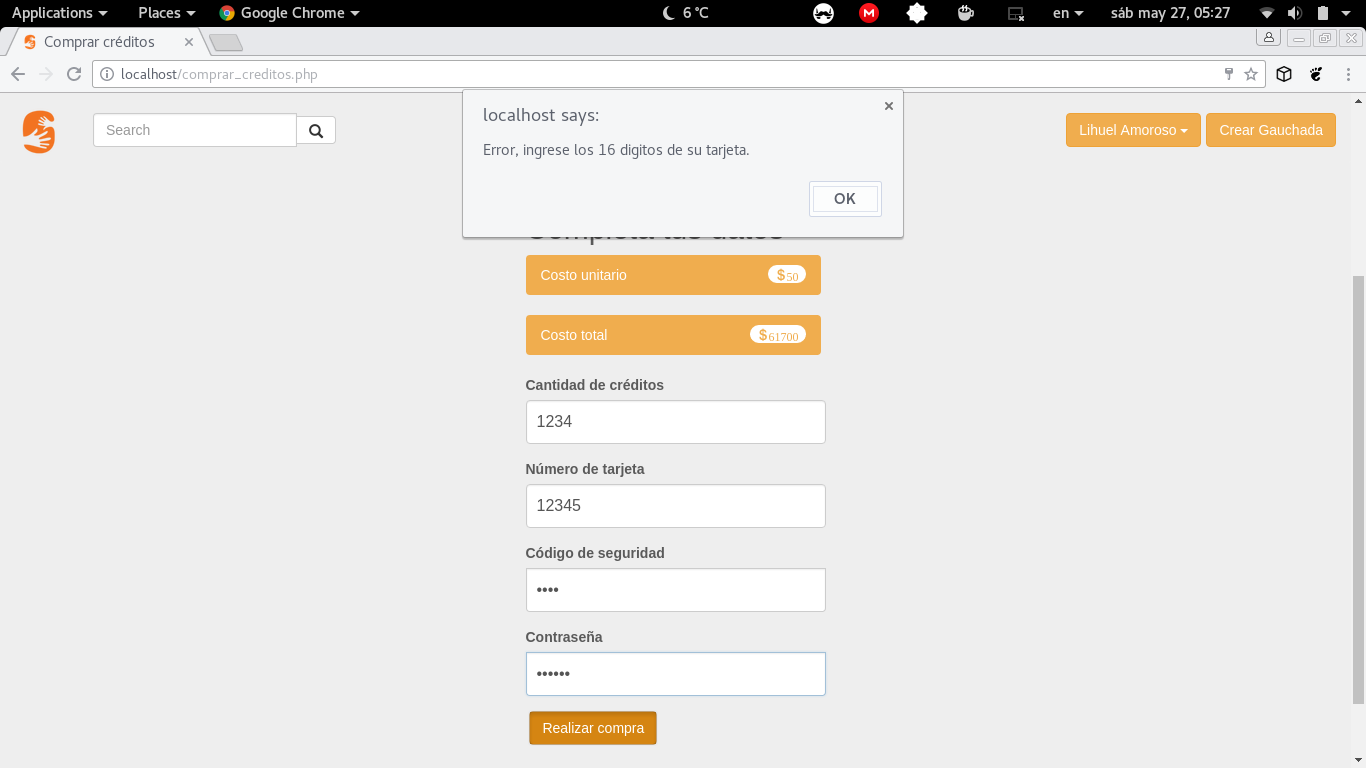 Applications Places Google Chrome 6 °C M en sáb may 27, 05:27
Comprar créditos
localhost/comprar_creditos.php
localhost says:
Error, ingrese los 16 digitos de su tarjeta.
OK
Search
Lihuel Amoroso
Crear Gauchada
Costo unitario $50
Costo total $61700
Cantidad de créditos
1234
Número de tarjeta
12345
Código de seguridad
••••
Contraseña
••••••
Realizar compra